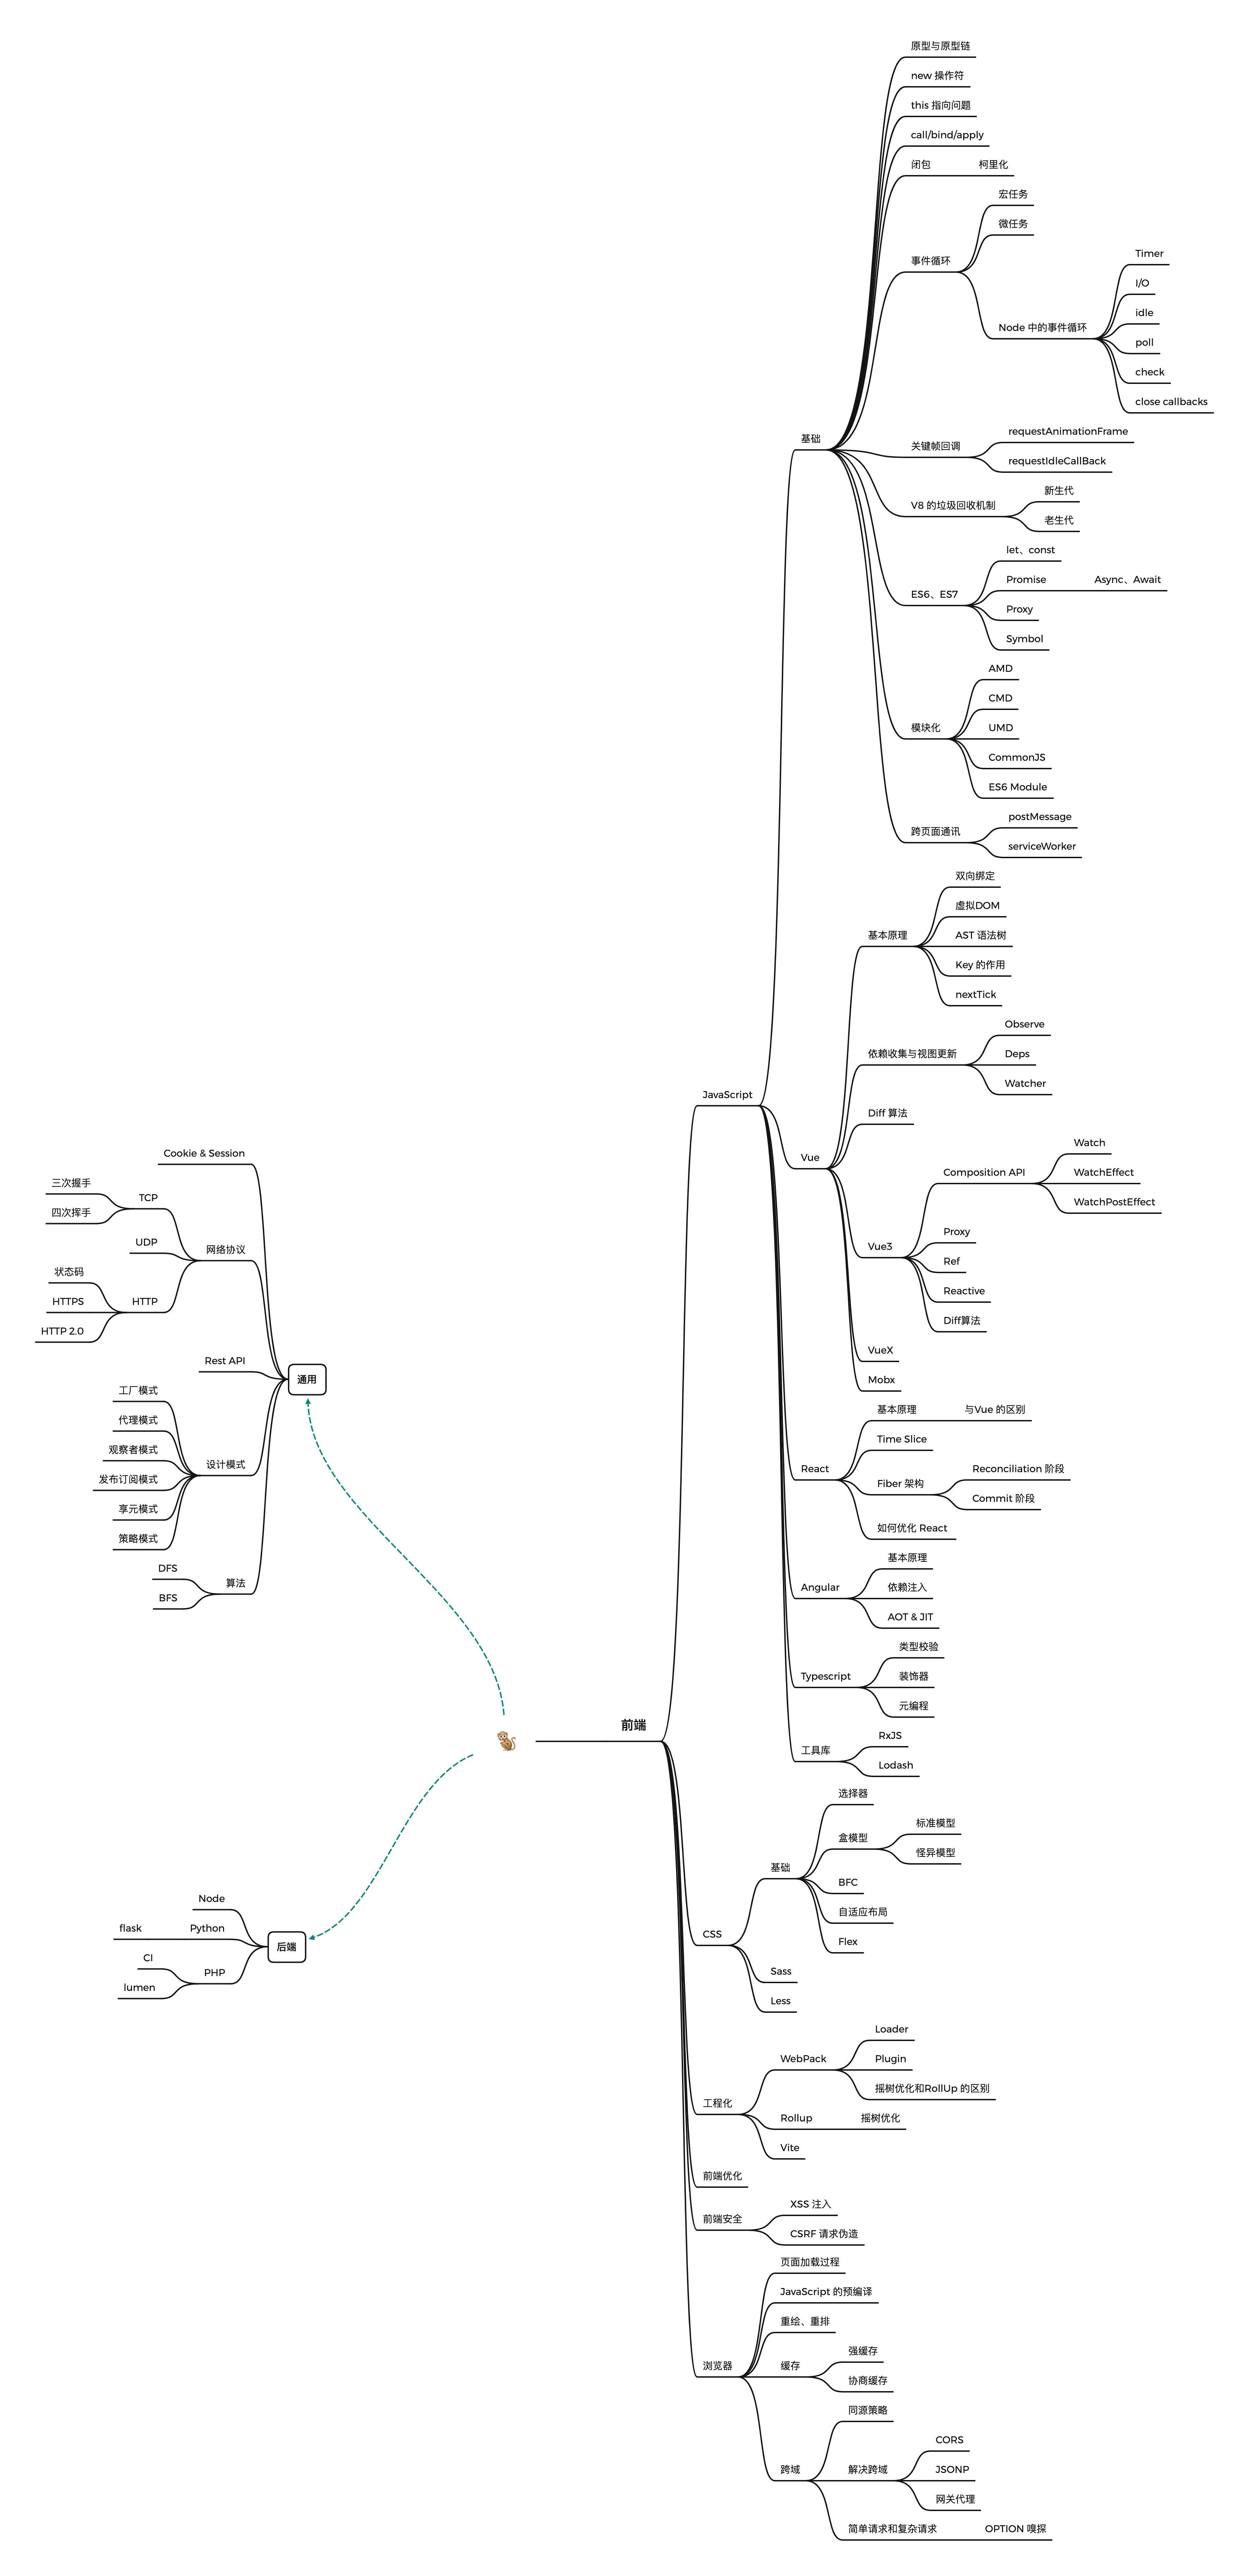 原型与原型链
new 操作符
this 指向问题
call/bind/apply
闭包 柯里化
宏任务
微任务
事件循环
Timer
I/O
idle
Node 中的事件循环
poll
check
close callbacks
基础
requestAnimationFrame
关键帧回调
requestIdleCallBack
新生代
V8 的垃圾回收机制
老生代
let、const
Promise Async、Await
ES6、ES7
Proxy
Symbol
AMD
CMD
模块化
UMD
CommonJS
ES6 Module
postMessage
跨页面通讯
serviceWorker
双向绑定
虚拟DOM
基本原理
AST 语法树
Key 的作用
nextTick
Observe
依赖收集与视图更新
Deps
Watcher
JavaScript
Diff 算法
Vue
Watch
Composition API
WatchEffect
WatchPostEffect
Proxy
Vue3
Ref
Reactive
Diff算法
VueX
Mobx
基本原理 与Vue 的区别
Time Slice
React
Reconciliation 阶段
Fiber 架构
Commit 阶段
如何优化 React
基本原理
Angular
依赖注入
AOT & JIT
类型校验
Typescript
装饰器
元编程
前端
RxJS
工具库
Lodash
选择器
标准模型
盒模型
怪异模型
基础
BFC
自适应布局
Flex
CSS
Sass
Less
Loader
WebPack
Plugin
摇树优化和RollUp 的区别
工程化
Rollup 摇树优化
Vite
前端优化
XSS 注入
前端安全
CSRF 请求伪造
页面加载过程
JavaScript 的预编译
重绘、重排
浏览器
强缓存
缓存
协商缓存
同源策略
CORS
跨域
解决跨域
JSONP
网关代理
简单请求和复杂请求 OPTION 嗅探
Cookie & Session
三次握手
TCP
四次挥手
UDP
网络协议
状态码
HTTP
HTTPS
HTTP 2.0
Rest API
通用
工厂模式
代理模式
观察者模式
设计模式
发布订阅模式
享元模式
策略模式
DFS
算法
BFS
Node
flask Python
后端
CI
PHP
lumen